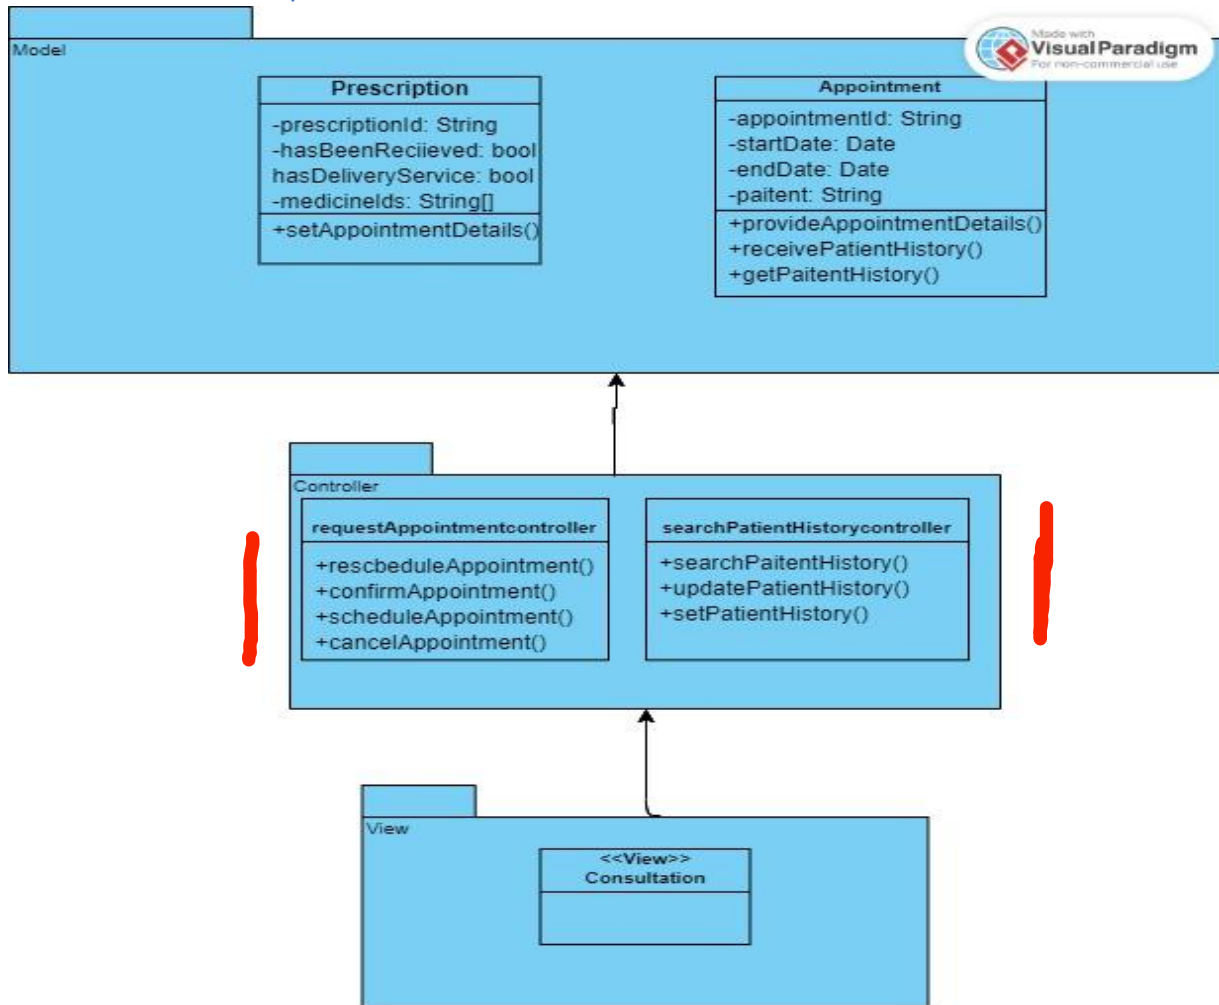 Model
Made with
Visual Paradigm
For non-commercial use
Prescription
-prescriptionId: String
-hasBeenReciieved: bool
hasDeliveryService: bool
-medicineIds: String[]
+setAppointmentDetails()
Appointment
-appointmentId: String
-startDate: Date
-endDate: Date
-paitent: String
+provideAppointmentDetails()
+receivePatientHistory()
+getPaitentHistory()
Controller
requestAppointmentcontroller
+rescbeduleAppointment()
+confirmAppointment()
+scheduleAppointment()
+cancelAppointment()
searchPatientHistorycontroller
+searchPaitentHistory()
+updatePatientHistory()
+setPatientHistory()
View
<<View>>
Consultation